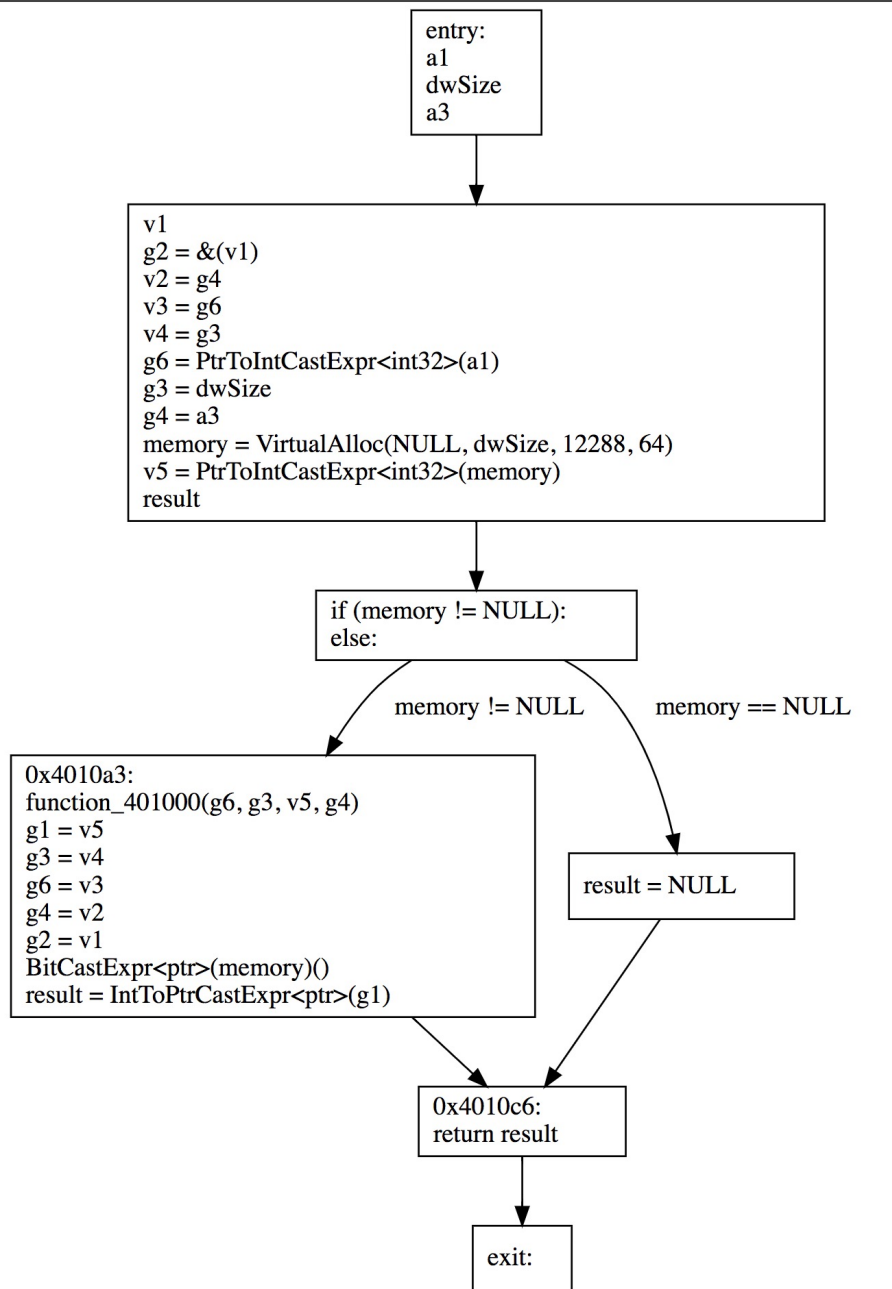 entry:
a1
dwSize
a3
v1
g2 = &(v1)
v2 = g4
v3 = g6
v4 = g3
g6 = PtrToIntCastExpr<int32>(a1)
g3 = dwSize
g4 = a3
memory = VirtualAlloc(NULL, dwSize, 12288, 64)
v5 = PtrToIntCastExpr<int32>(memory)
result
if (memory != NULL):
else:
memory != NULL
memory == NULL
0x4010a3:
function_401000(g6, g3, v5, g4)
g1 = v5
g3 = v4
g6 = v3
g4 = v2
g2 = v1
BitCastExpr<ptr>(memory)()
result = IntToPtrCastExpr<ptr>(g1)
result = NULL
0x4010c6:
return result
exit: